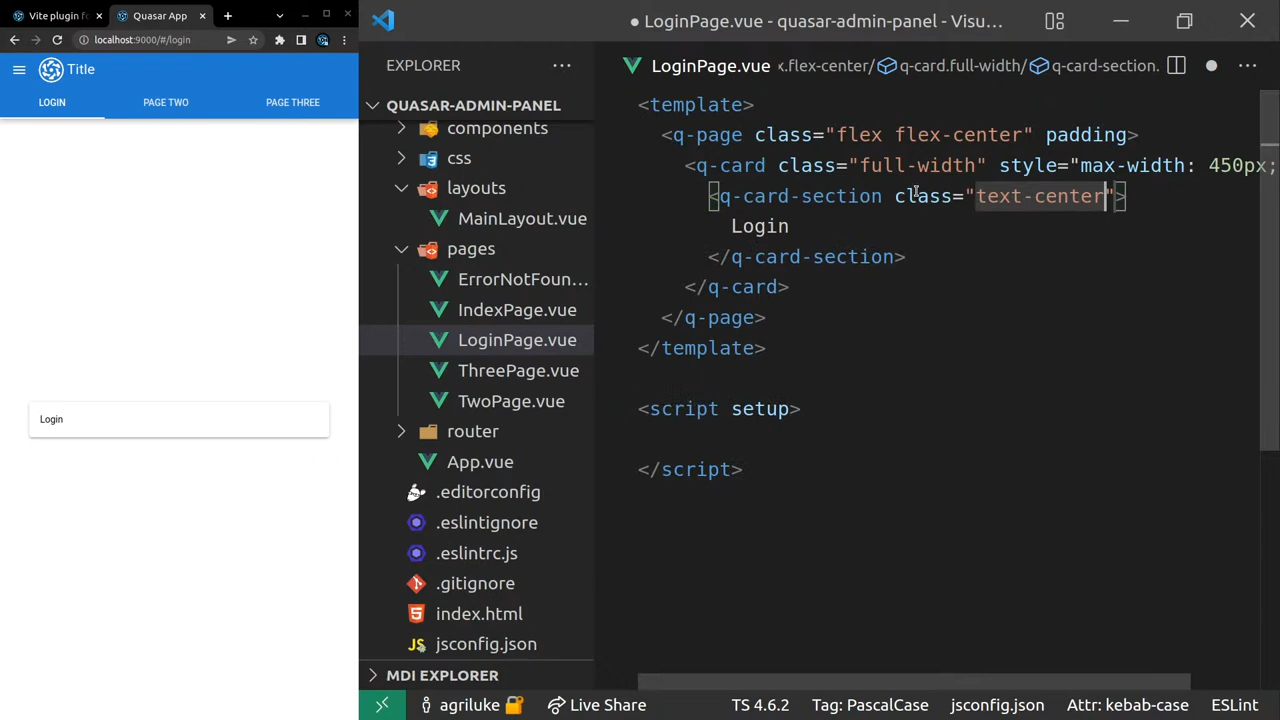 Vite plugin fo
Quasar App
localhost:9000/#/login
Title
LOGIN
PAGE TWO
PAGE THREE
Login
LoginPage.vue - quasar-admin-panel - Visu...
EXPLORER
LoginPage.vue
x.flex-center/
q-card.full-width/
q-card-section.
QUASAR-ADMIN-PANEL
components
css
layouts
MainLayout.vue
pages
ErrorNotFoun...
IndexPage.vue
LoginPage.vue
ThreePage.vue
TwoPage.vue
router
App.vue
.editorconfig
.eslintignore
.eslintrc.js
.gitignore
index.html
jsconfig.json
MDI EXPLORER
<template>
<q-page class="flex flex-center" padding>
<q-card class="full-width" style="max-width: 450px;
<q-card-section class="text-center">
Login
</q-card-section>
</q-card>
</q-page>
</template>
<script setup>
</script>
agriluke
Live Share
TS 4.6.2
Tag: PascalCase
jsconfig.json
Attr: kebab-case
ESLint